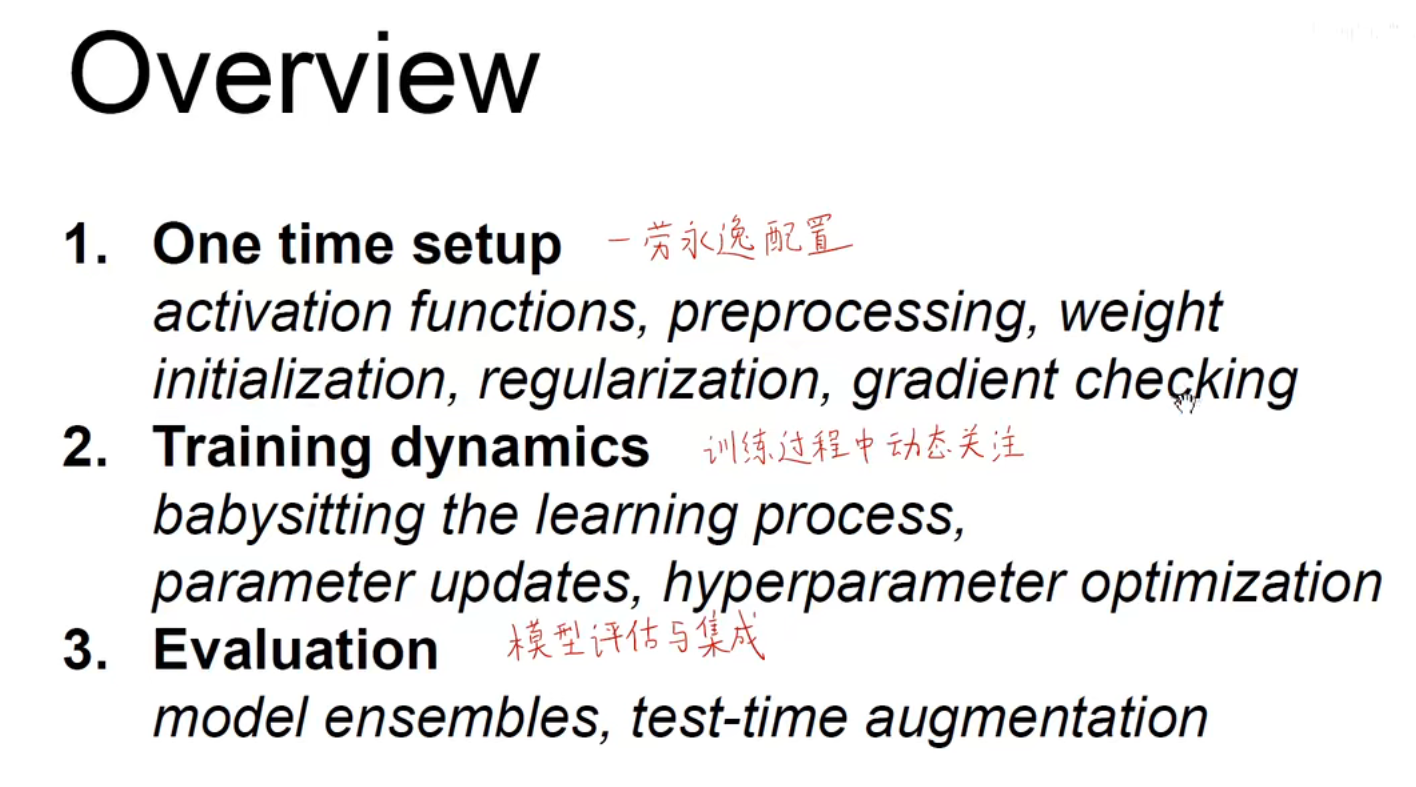 Overview
1. One time setup 一劳永逸配置
activation functions, preprocessing, weight
initialization, regularization, gradient checking
2. Training dynamics 训练过程中动态关注
babysitting the learning process,
parameter updates, hyperparameter optimization
3. Evaluation 模型评估与集成
model ensembles, test-time augmentation